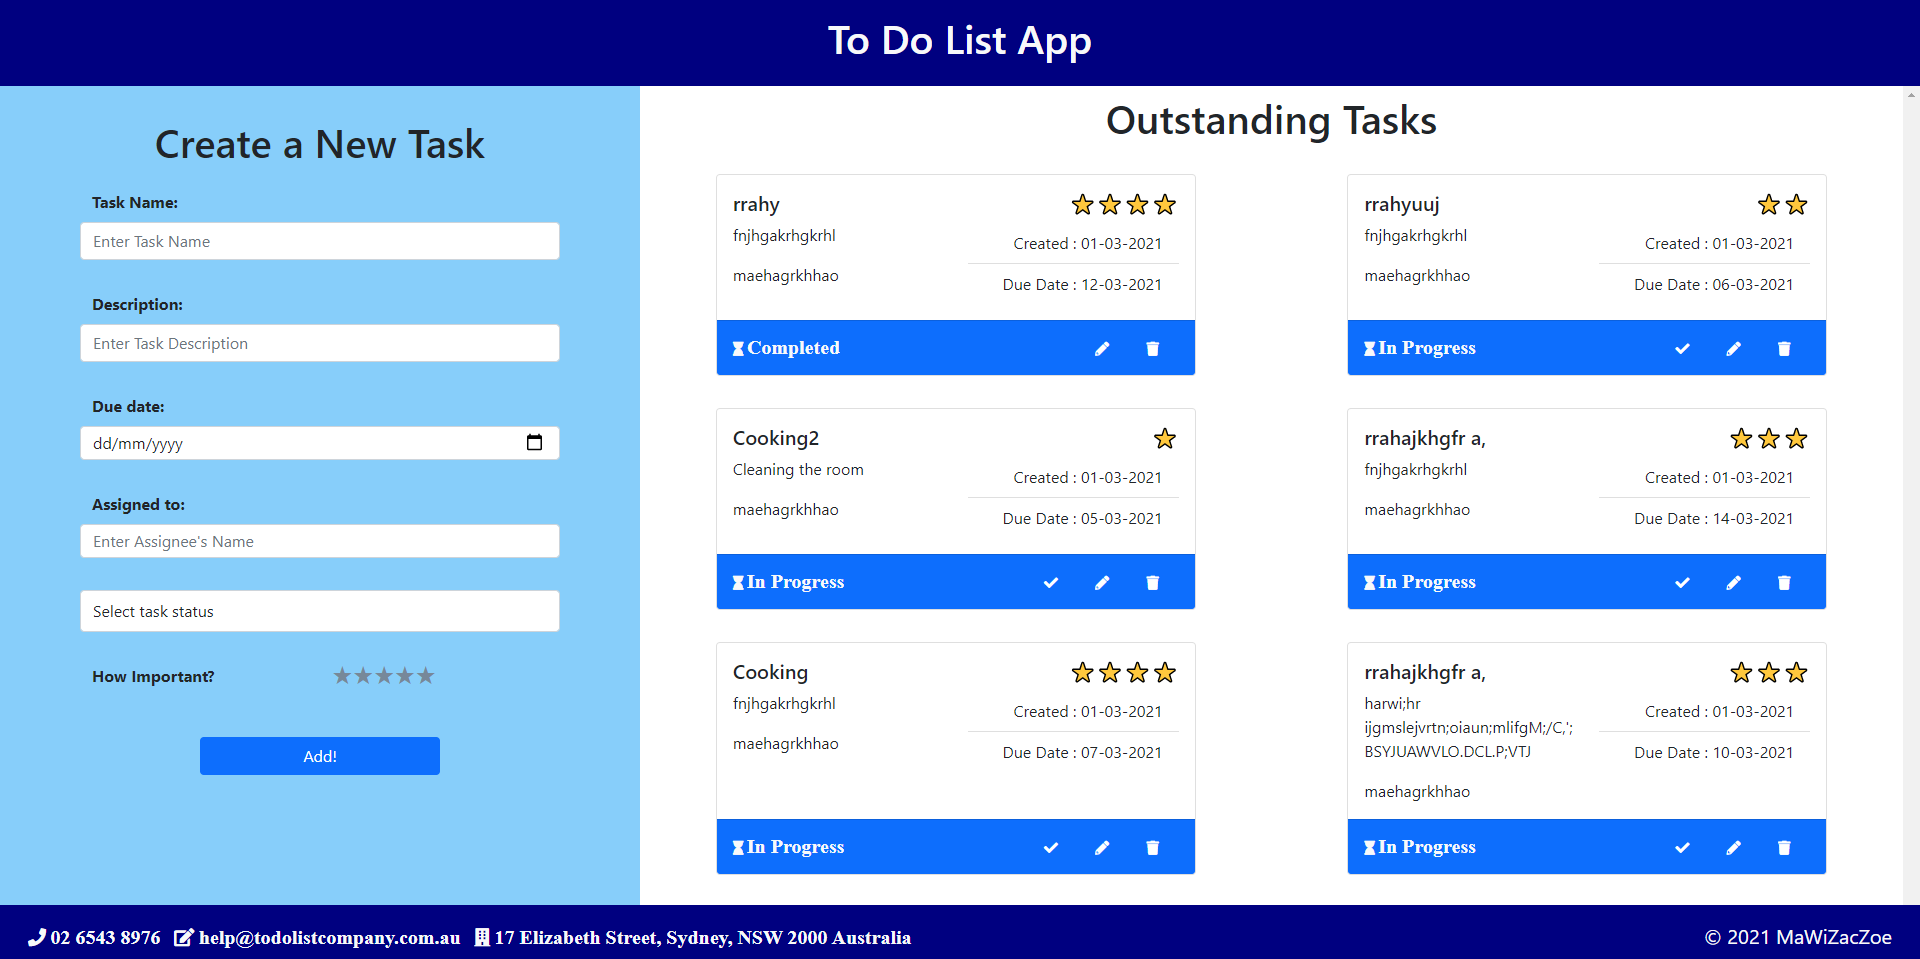 To Do List App
Create a New Task
Task Name:
Enter Task Name
Description:
Enter Task Description
Due date:
dd/mm/yyyy
Assigned to:
Enter Assignee's Name
Select task status
How Important?
Add!
Outstanding Tasks
rrahy
fnjhgakrhgkrhl
maehagrkhhao
Created : 01-03-2021
Due Date : 12-03-2021
Completed
rrahyuuj
fnjhgakrhgkrhl
maehagrkhhao
Created : 01-03-2021
Due Date : 06-03-2021
In Progress
Cooking2
Cleaning the room
maehagrkhhao
Created : 01-03-2021
Due Date : 05-03-2021
In Progress
rrahajkhgfr a,
fnjhgakrhgkrhl
maehagrkhhao
Created : 01-03-2021
Due Date : 14-03-2021
In Progress
Cooking
fnjhgakrhgkrhl
maehagrkhhao
Created : 01-03-2021
Due Date : 07-03-2021
In Progress
rrahajkhgfr a,
harwi;hr
ijgmslejvrtn;oiaun;mlifgM;/C,';
BSYJUAWVLO.DCL.P;VTJ
maehagrkhhao
Created : 01-03-2021
Due Date : 10-03-2021
In Progress
02 6543 8976 help@todolistcompany.com.au 17 Elizabeth Street, Sydney, NSW 2000 Australia
© 2021 MaWiZacZoe